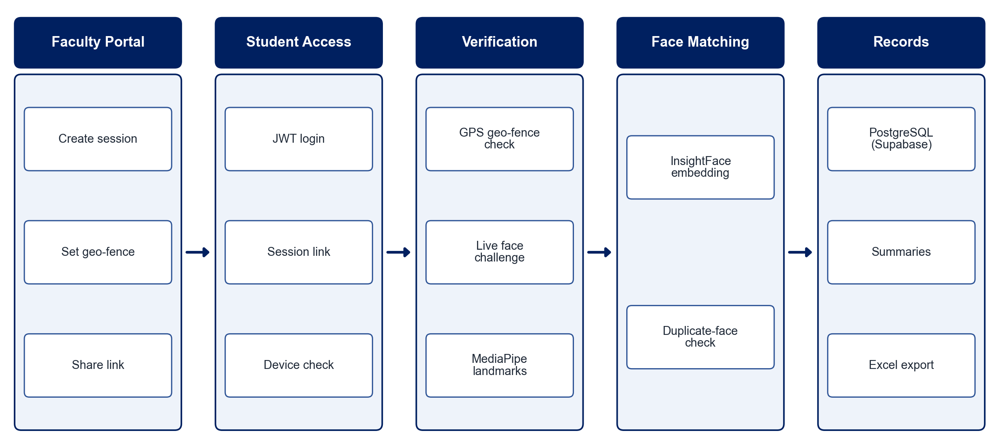 Faculty Portal
Create session
Set geo-fence
Share link
Student Access
JWT login
Session link
Device check
Verification
GPS geo-fence
check
Live face
challenge
MediaPipe
landmarks
Face Matching
InsightFace
embedding
Duplicate-face
check
Records
PostgreSQL
(Supabase)
Summaries
Excel export